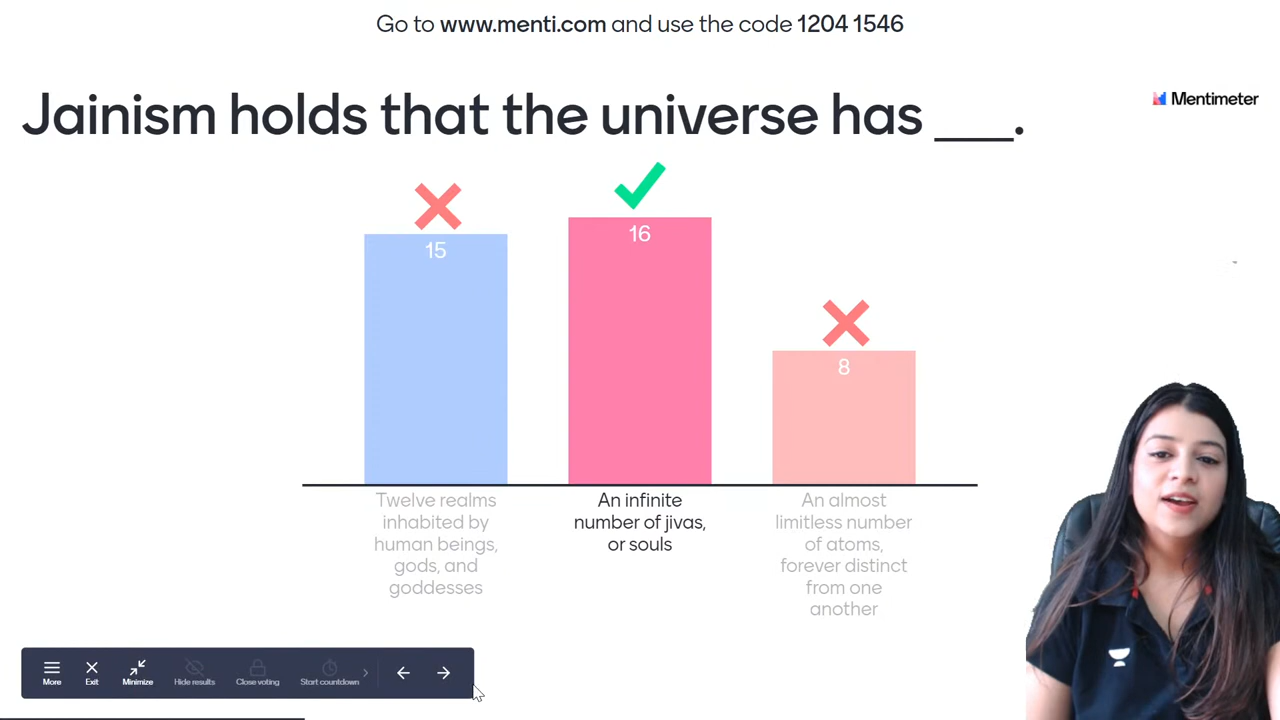 Go to www.menti.com and use the code 1204 1546
Jainism holds that the universe has ___.
Mentimeter
15
16
8
Twelve realms
inhabited by
human beings,
gods, and
goddesses
An infinite
number of jivas,
or souls
An almost
limitless number
of atoms,
forever distinct
from one
another
More
Exit
Minimize
Hide results
Close voting
Start countdown